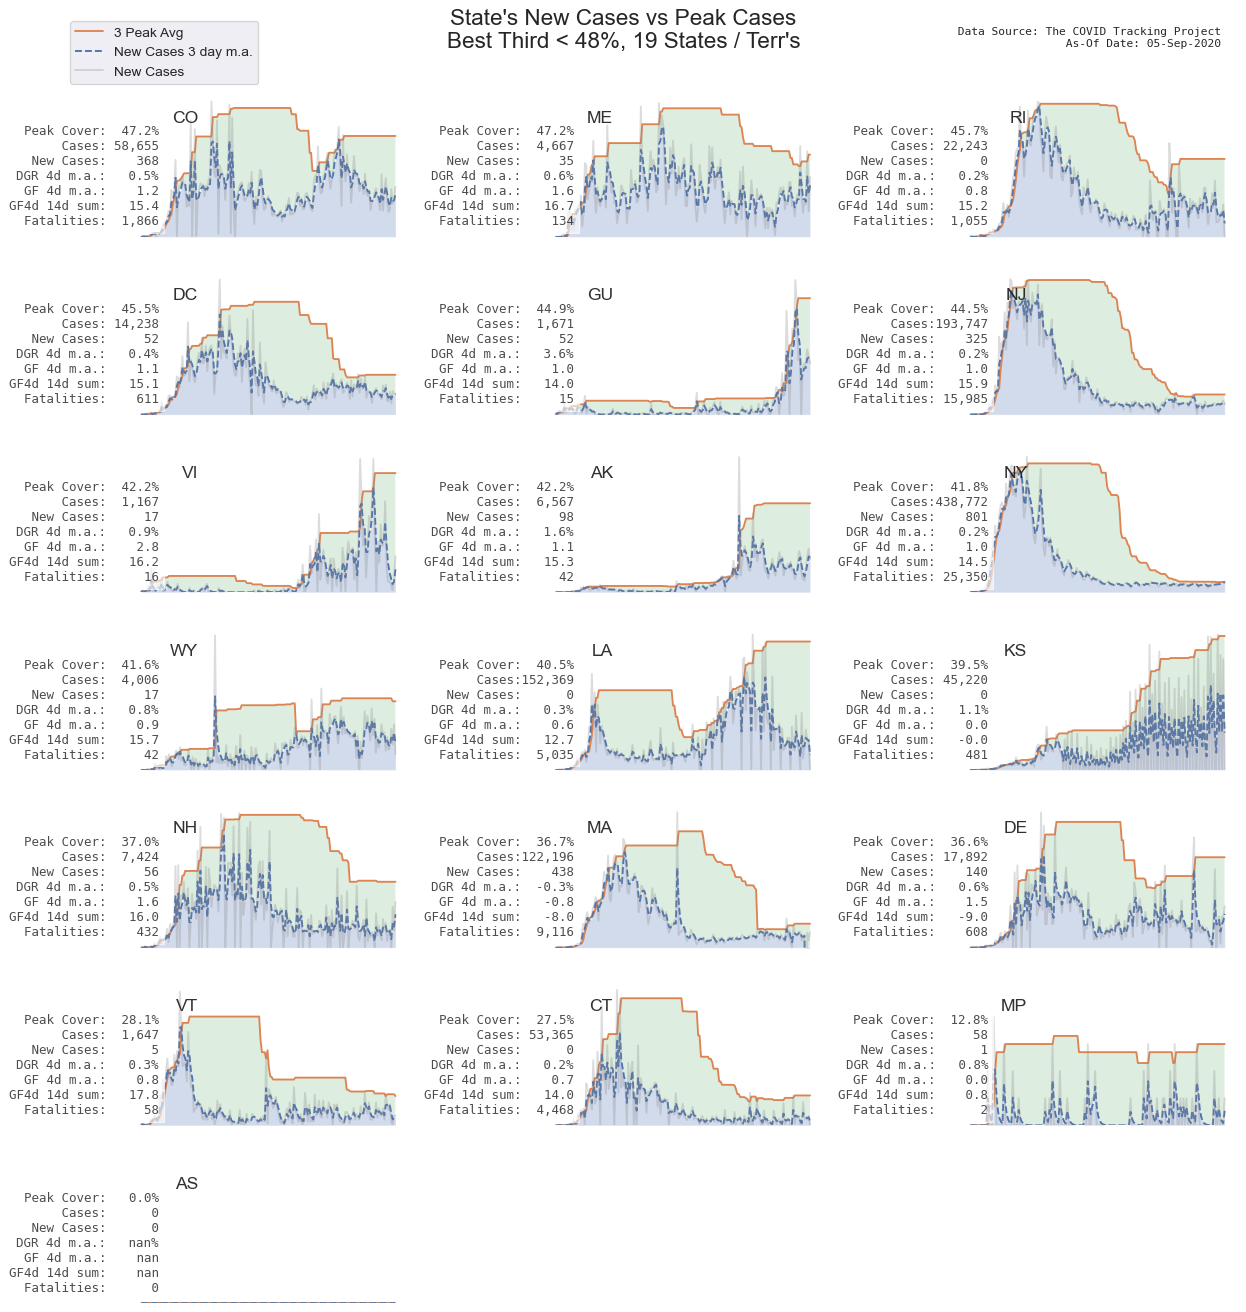 State's New Cases vs Peak Cases
Best Third < 48%, 19 States / Terr's
3 Peak Avg
New Cases 3 day m.a.
New Cases
Data Source: The COVID Tracking Project
As-Of Date: 05-Sep-2020
CO
Peak Cover: 47.2%
Cases: 58,655
New Cases: 368
DGR 4d m.a.: 0.5%
GF 4d m.a.: 1.2
GF4d 14d sum: 15.4
Fatalities: 1,866
ME
Peak Cover: 47.2%
Cases: 4,667
New Cases: 35
DGR 4d m.a.: 0.6%
GF 4d m.a.: 1.6
GF4d 14d sum: 16.7
Fatalities: 134
RI
Peak Cover: 45.7%
Cases: 22,243
New Cases: 0
DGR 4d m.a.: 0.2%
GF 4d m.a.: 0.8
GF4d 14d sum: 15.2
Fatalities: 1,055
DC
Peak Cover: 45.5%
Cases: 14,238
New Cases: 52
DGR 4d m.a.: 0.4%
GF 4d m.a.: 1.1
GF4d 14d sum: 15.1
Fatalities: 611
GU
Peak Cover: 44.9%
Cases: 1,671
New Cases: 52
DGR 4d m.a.: 3.6%
GF 4d m.a.: 1.0
GF4d 14d sum: 14.0
Fatalities: 15
NJ
Peak Cover: 44.5%
Cases:193,747
New Cases: 325
DGR 4d m.a.: 0.2%
GF 4d m.a.: 1.0
GF4d 14d sum: 15.9
Fatalities: 15,985
VI
Peak Cover: 42.2%
Cases: 1,167
New Cases: 17
DGR 4d m.a.: 0.9%
GF 4d m.a.: 2.8
GF4d 14d sum: 16.2
Fatalities: 16
AK
Peak Cover: 42.2%
Cases: 6,567
New Cases: 98
DGR 4d m.a.: 1.6%
GF 4d m.a.: 1.1
GF4d 14d sum: 15.3
Fatalities: 42
NY
Peak Cover: 41.8%
Cases:438,772
New Cases: 801
DGR 4d m.a.: 0.2%
GF 4d m.a.: 1.0
GF4d 14d sum: 14.5
Fatalities: 25,350
WY
Peak Cover: 41.6%
Cases: 4,006
New Cases: 17
DGR 4d m.a.: 0.8%
GF 4d m.a.: 0.9
GF4d 14d sum: 15.7
Fatalities: 42
LA
Peak Cover: 40.5%
Cases:152,369
New Cases: 0
DGR 4d m.a.: 0.3%
GF 4d m.a.: 0.6
GF4d 14d sum: 12.7
Fatalities: 5,035
KS
Peak Cover: 39.5%
Cases: 45,220
New Cases: 0
DGR 4d m.a.: 1.1%
GF 4d m.a.: 0.0
GF4d 14d sum: -0.0
Fatalities: 481
NH
Peak Cover: 37.0%
Cases: 7,424
New Cases: 56
DGR 4d m.a.: 0.5%
GF 4d m.a.: 1.6
GF4d 14d sum: 16.0
Fatalities: 432
MA
Peak Cover: 36.7%
Cases:122,196
New Cases: 438
DGR 4d m.a.: -0.3%
GF 4d m.a.: -0.8
GF4d 14d sum: -8.0
Fatalities: 9,116
DE
Peak Cover: 36.6%
Cases: 17,892
New Cases: 140
DGR 4d m.a.: 0.6%
GF 4d m.a.: 1.5
GF4d 14d sum: -9.0
Fatalities: 608
VT
Peak Cover: 28.1%
Cases: 1,647
New Cases: 5
DGR 4d m.a.: 0.3%
GF 4d m.a.: 0.8
GF4d 14d sum: 17.8
Fatalities: 58
CT
Peak Cover: 27.5%
Cases: 53,365
New Cases: 0
DGR 4d m.a.: 0.2%
GF 4d m.a.: 0.7
GF4d 14d sum: 14.0
Fatalities: 4,468
MP
Peak Cover: 12.8%
Cases: 58
New Cases: 1
DGR 4d m.a.: 0.8%
GF 4d m.a.: 0.0
GF4d 14d sum: 0.8
Fatalities: 2
AS
Peak Cover: 0.0%
Cases: 0
New Cases: 0
DGR 4d m.a.: nan%
GF 4d m.a.: nan
GF4d 14d sum: nan
Fatalities: 0